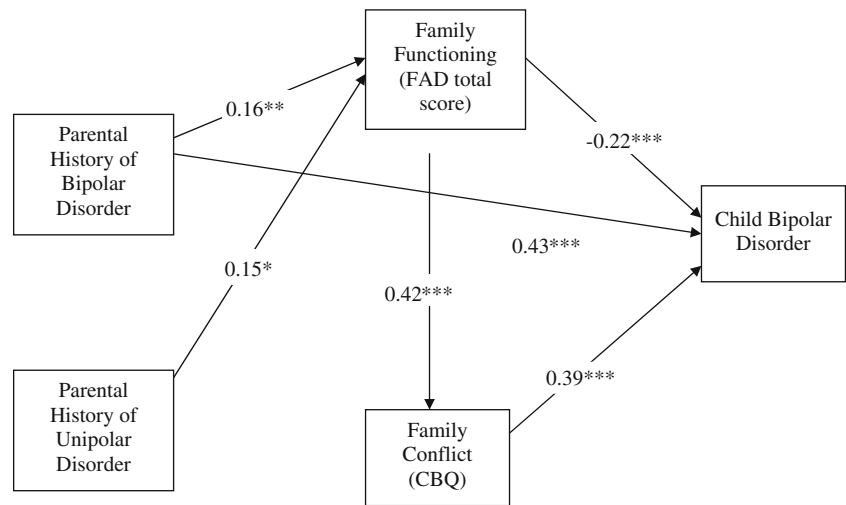 Family
Functioning
(FAD total
score)
0.16**
Parental
History of
Bipolar
Disorder
-0.22***
Child Bipolar
Disorder
0.43***
0.15*
0.42***
Parental
History of
Unipolar
Disorder
0.39***
Family
Conflict
(CBQ)